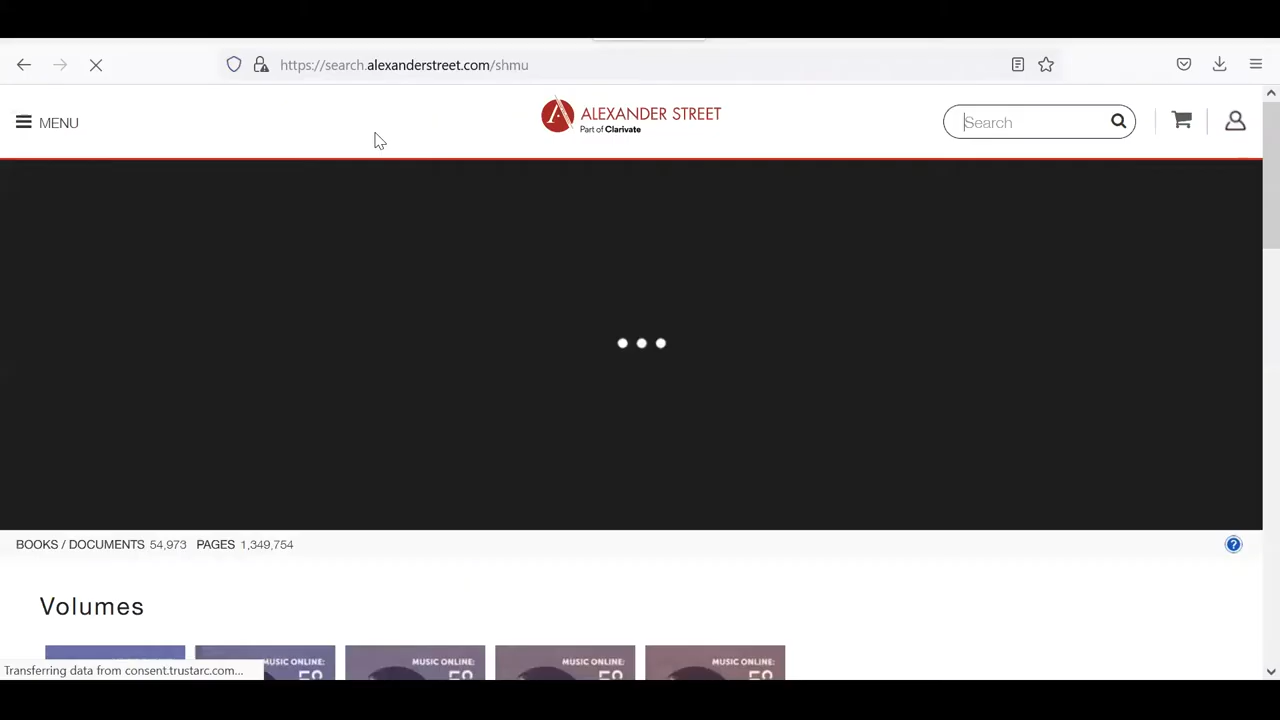 https://search.alexanderstreet.com/shmu
MENU
ALEXANDER STREET
Part of Clarivate
Search
BOOKS / DOCUMENTS 54,973 PAGES 1,349,754
?
Volumes
MUSIC ONLINE:
MUSIC ONLINE:
MUSIC ONLINE:
MUSIC ONLINE:
Transferring data from consent.trustarc.com...